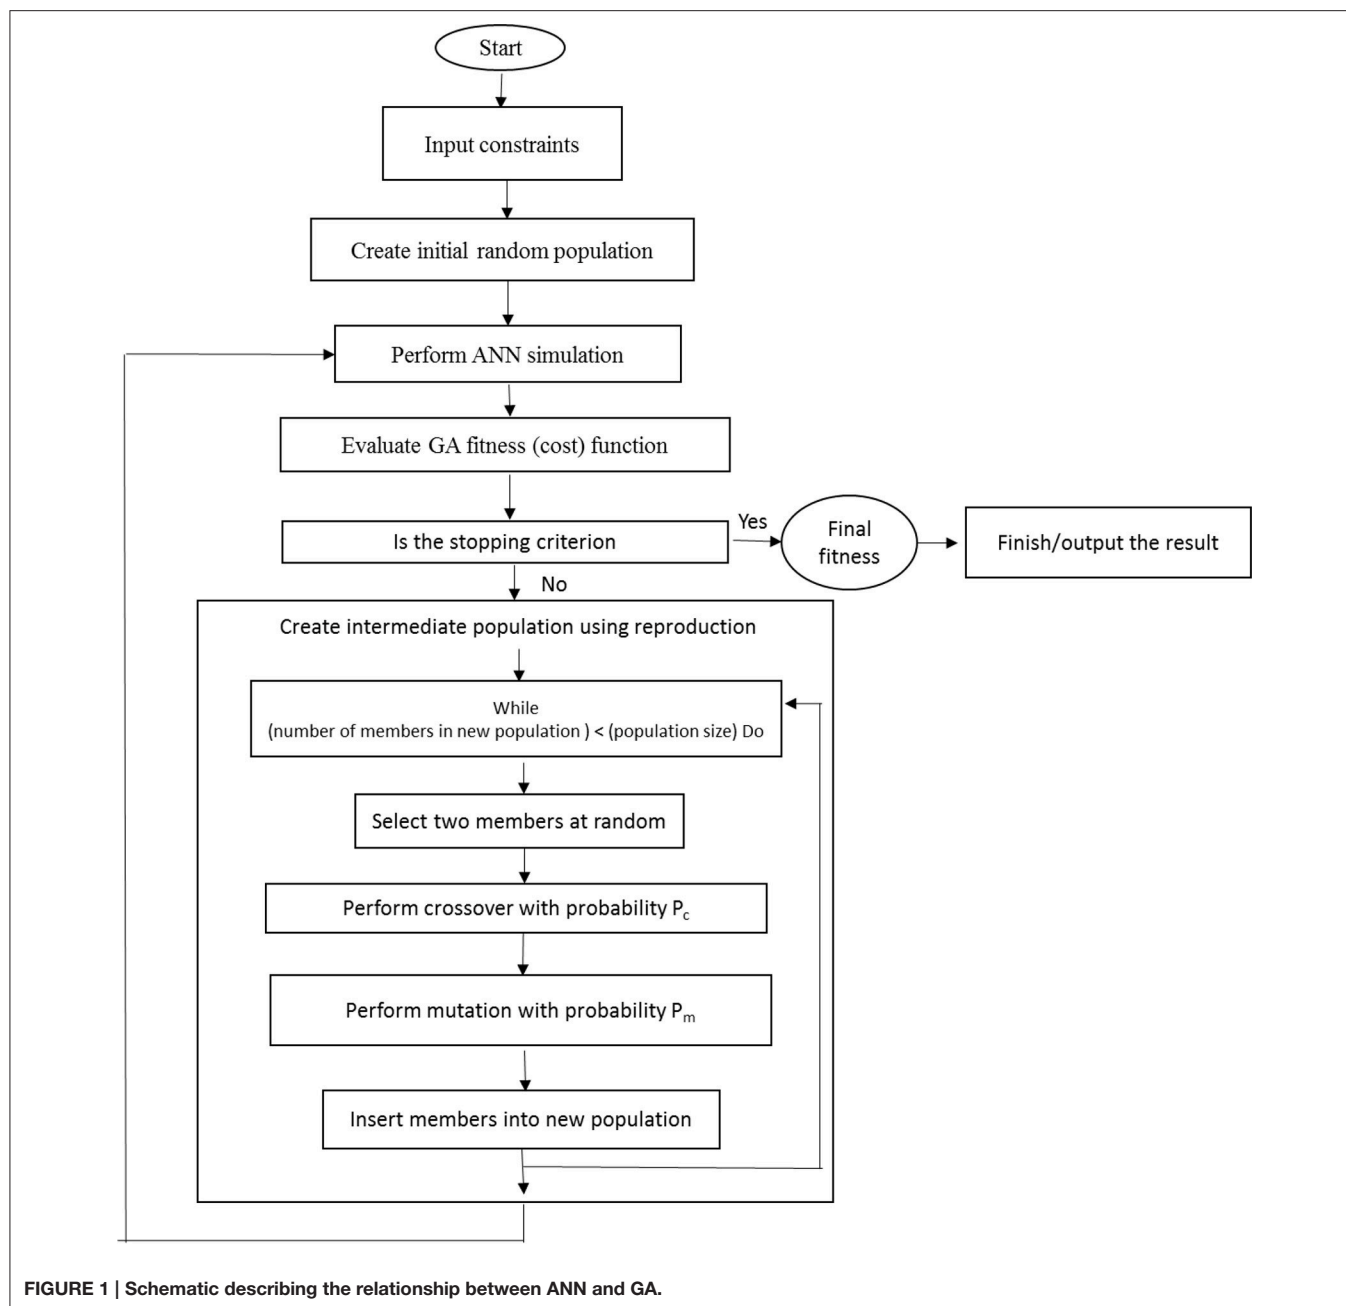 Start
Input constraints
Create initial random population
Perform ANN simulation
Evaluate GA fitness (cost) function
Is the stopping criterion
Yes
Final
fitness
Finish/output the result
No
Create intermediate population using reproduction
While
(number of members in new population ) < (population size) Do
Select two members at random
Perform crossover with probability Pc
Perform mutation with probability Pm
Insert members into new population
FIGURE 1 | Schematic describing the relationship between ANN and GA.